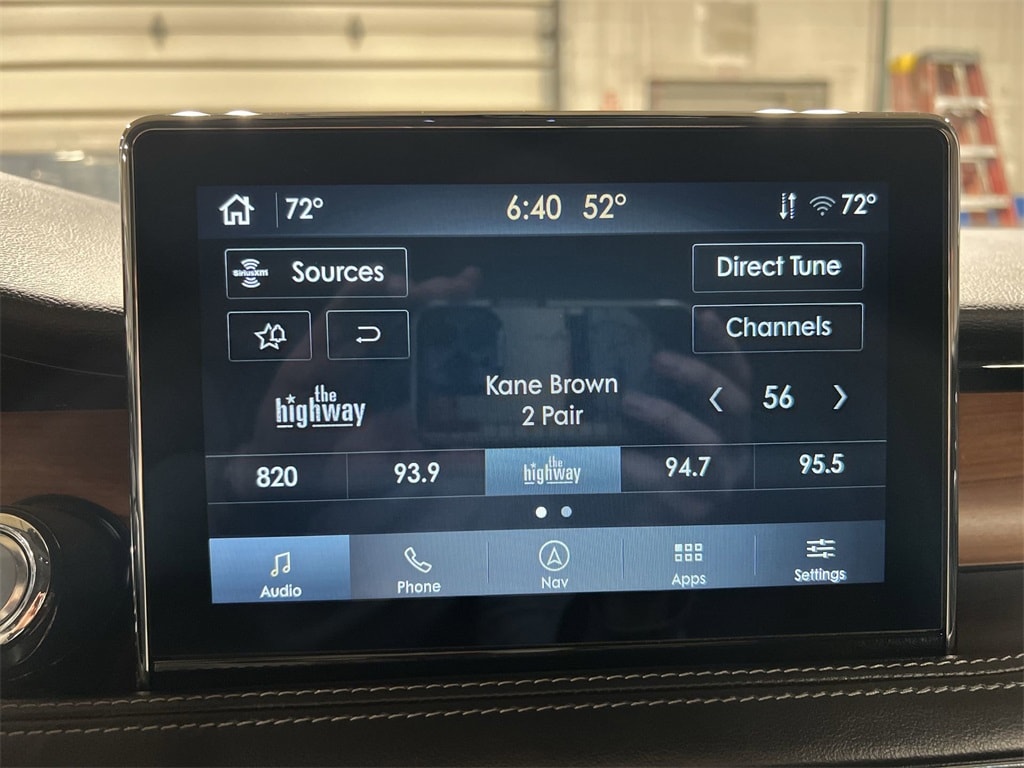 72° 6:40 52° 72°
SiriusXM Sources Direct Tune
Channels
the
highway
Kane Brown
2 Pair
56
820 93.9 the highway 94.7 95.5
Audio Phone Nav Apps Settings